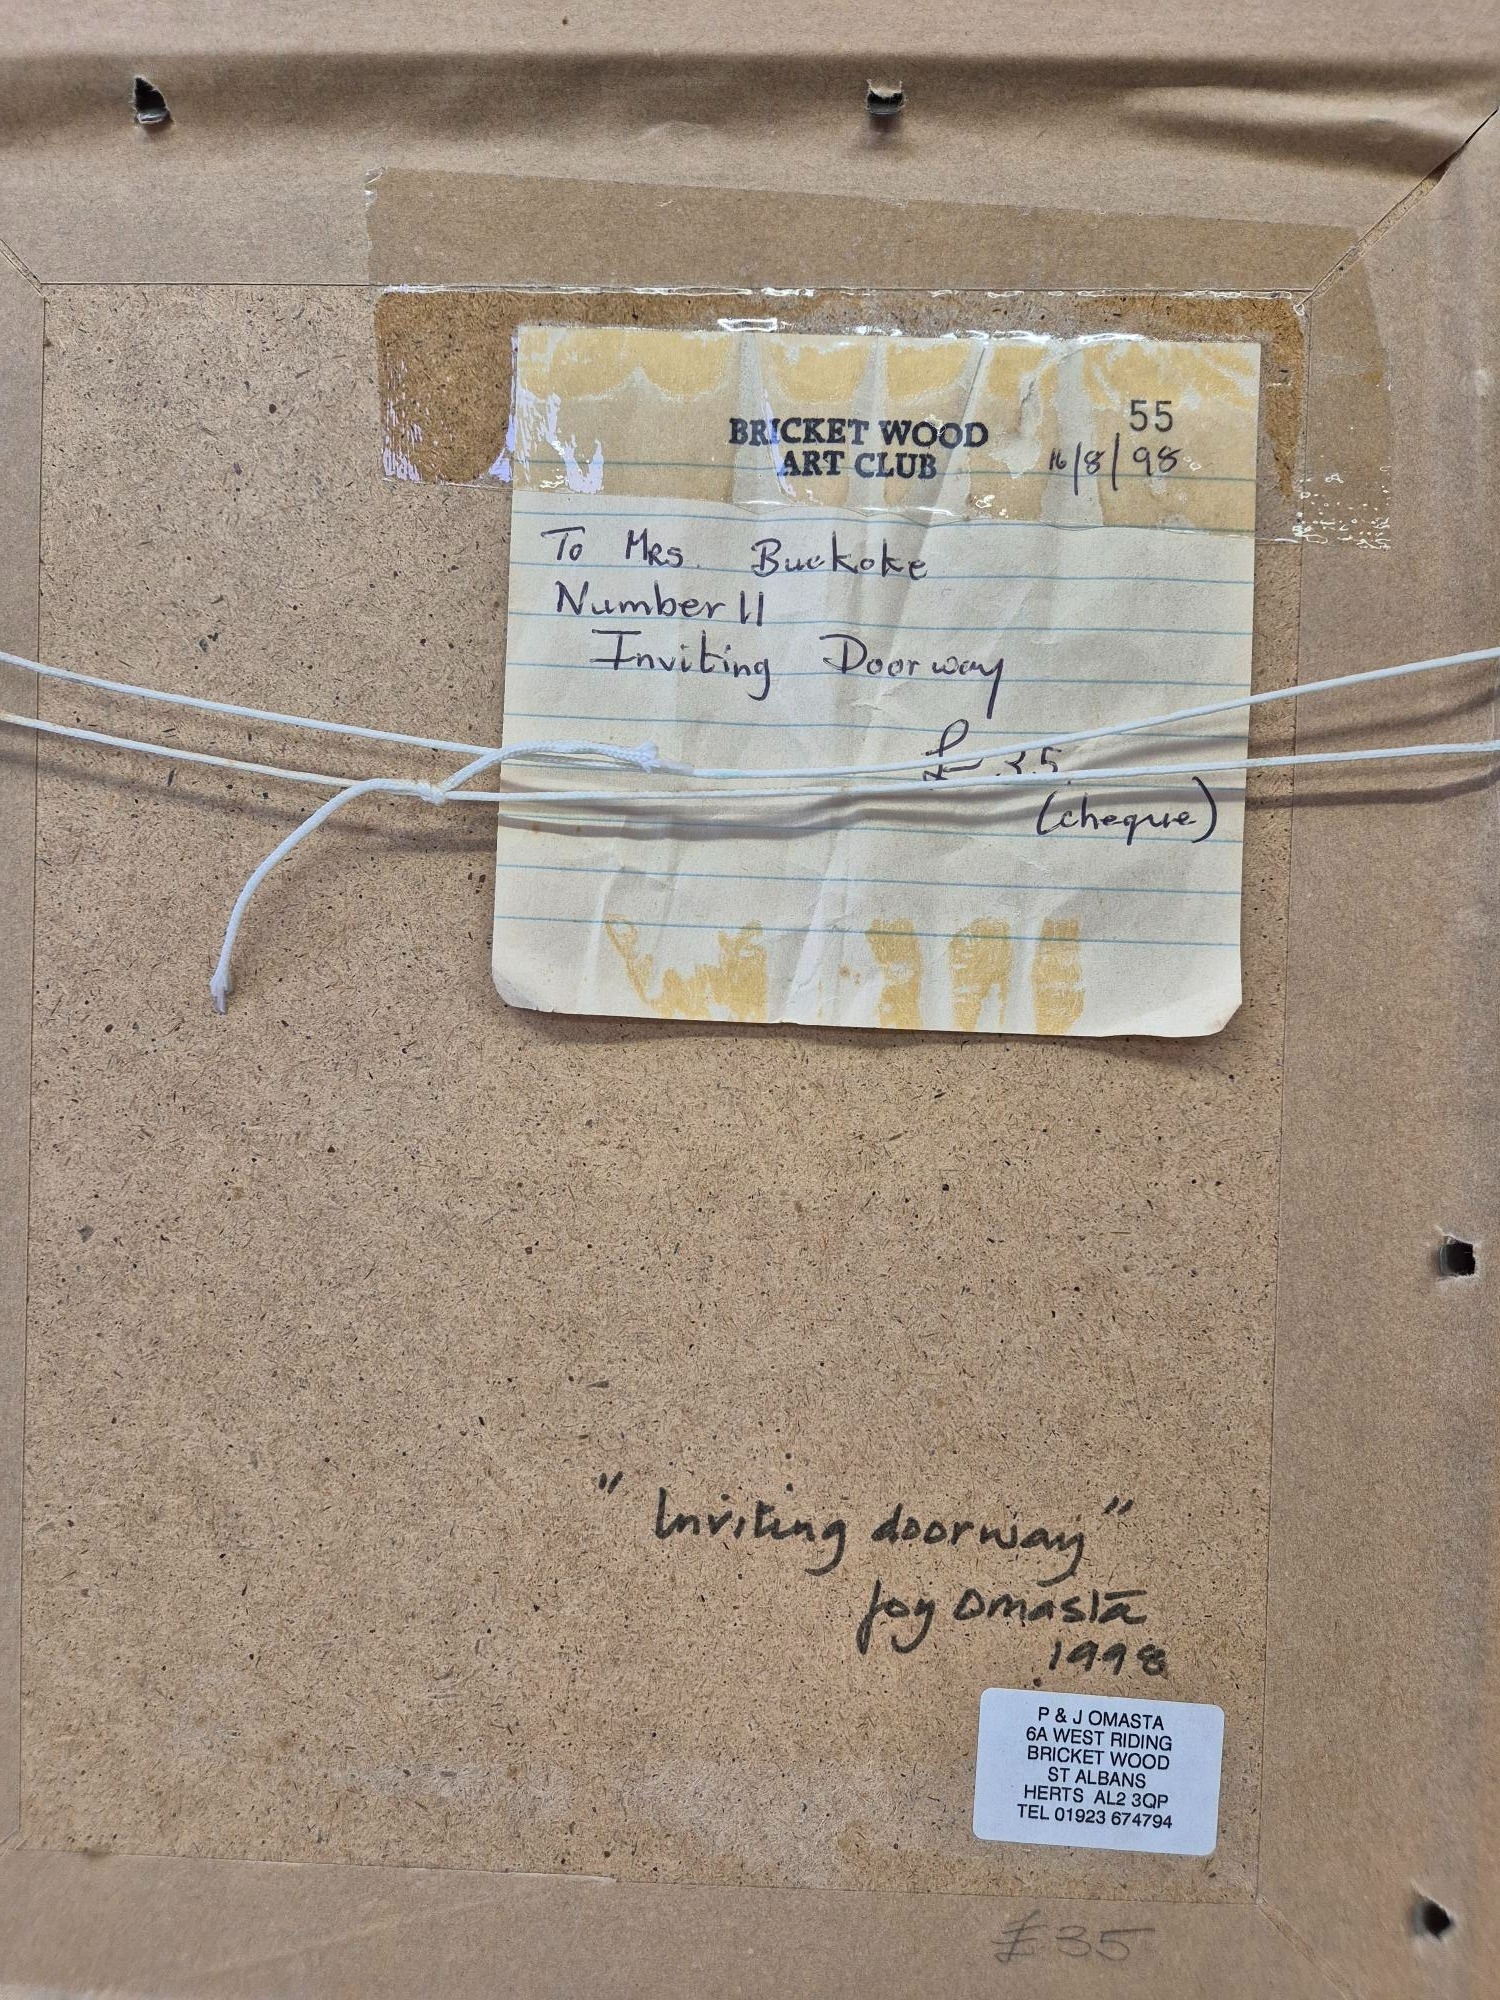 BRICKET WOOD
ART CLUB
55
16/8/98
To Mrs. Buckoke
Number 11
Inviting Doorway
£35
(cheque)
"Inviting doorway"
Joy Omasta
1998
P & J OMASTA
6A WEST RIDING
BRICKET WOOD
ST ALBANS
HERTS AL2 3QP
TEL 01923 674794
£35